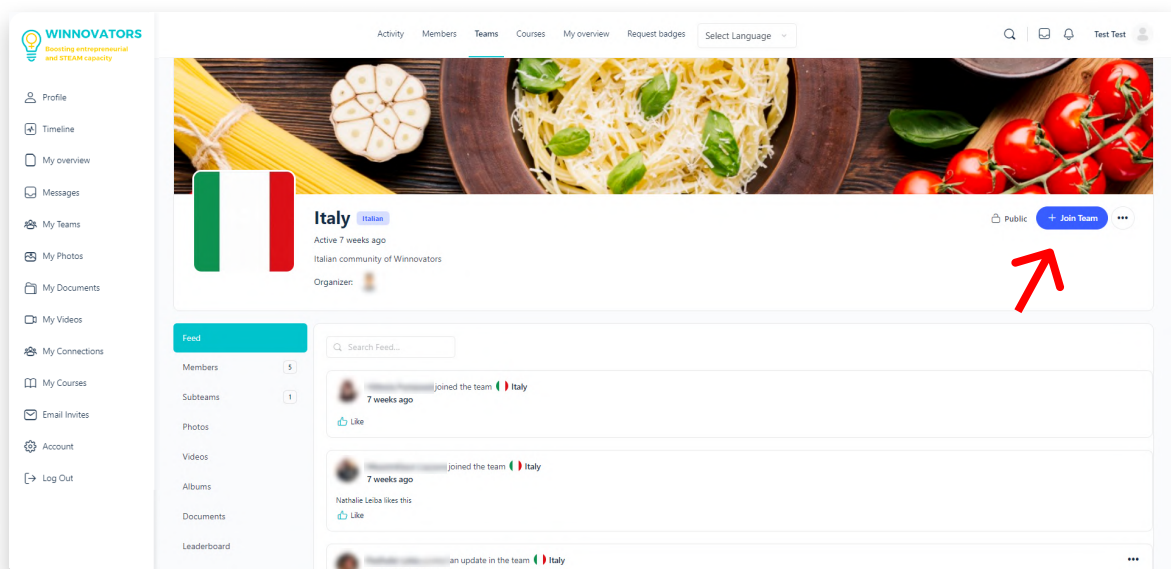 WINNOVATORS
Boosting entrepreneurial
and STEAM capacity
Activity Members Teams Courses My overview Request badges Select Language Test Test
Profile
Timeline
My overview
Messages
My Teams
My Photos
My Documents
My Videos
My Connections
My Courses
Email Invites
Account
Log Out
Italy Italian
Public + Join Team
Active 7 weeks ago
Italian community of Winnovators
Organizer:
Feed
Members 5
Subteams 1
Photos
Videos
Albums
Documents
Leaderboard
Search Feed...
joined the team Italy
7 weeks ago
Like
joined the team Italy
7 weeks ago
Nathalie Leiba likes this
Like
an update in the team Italy